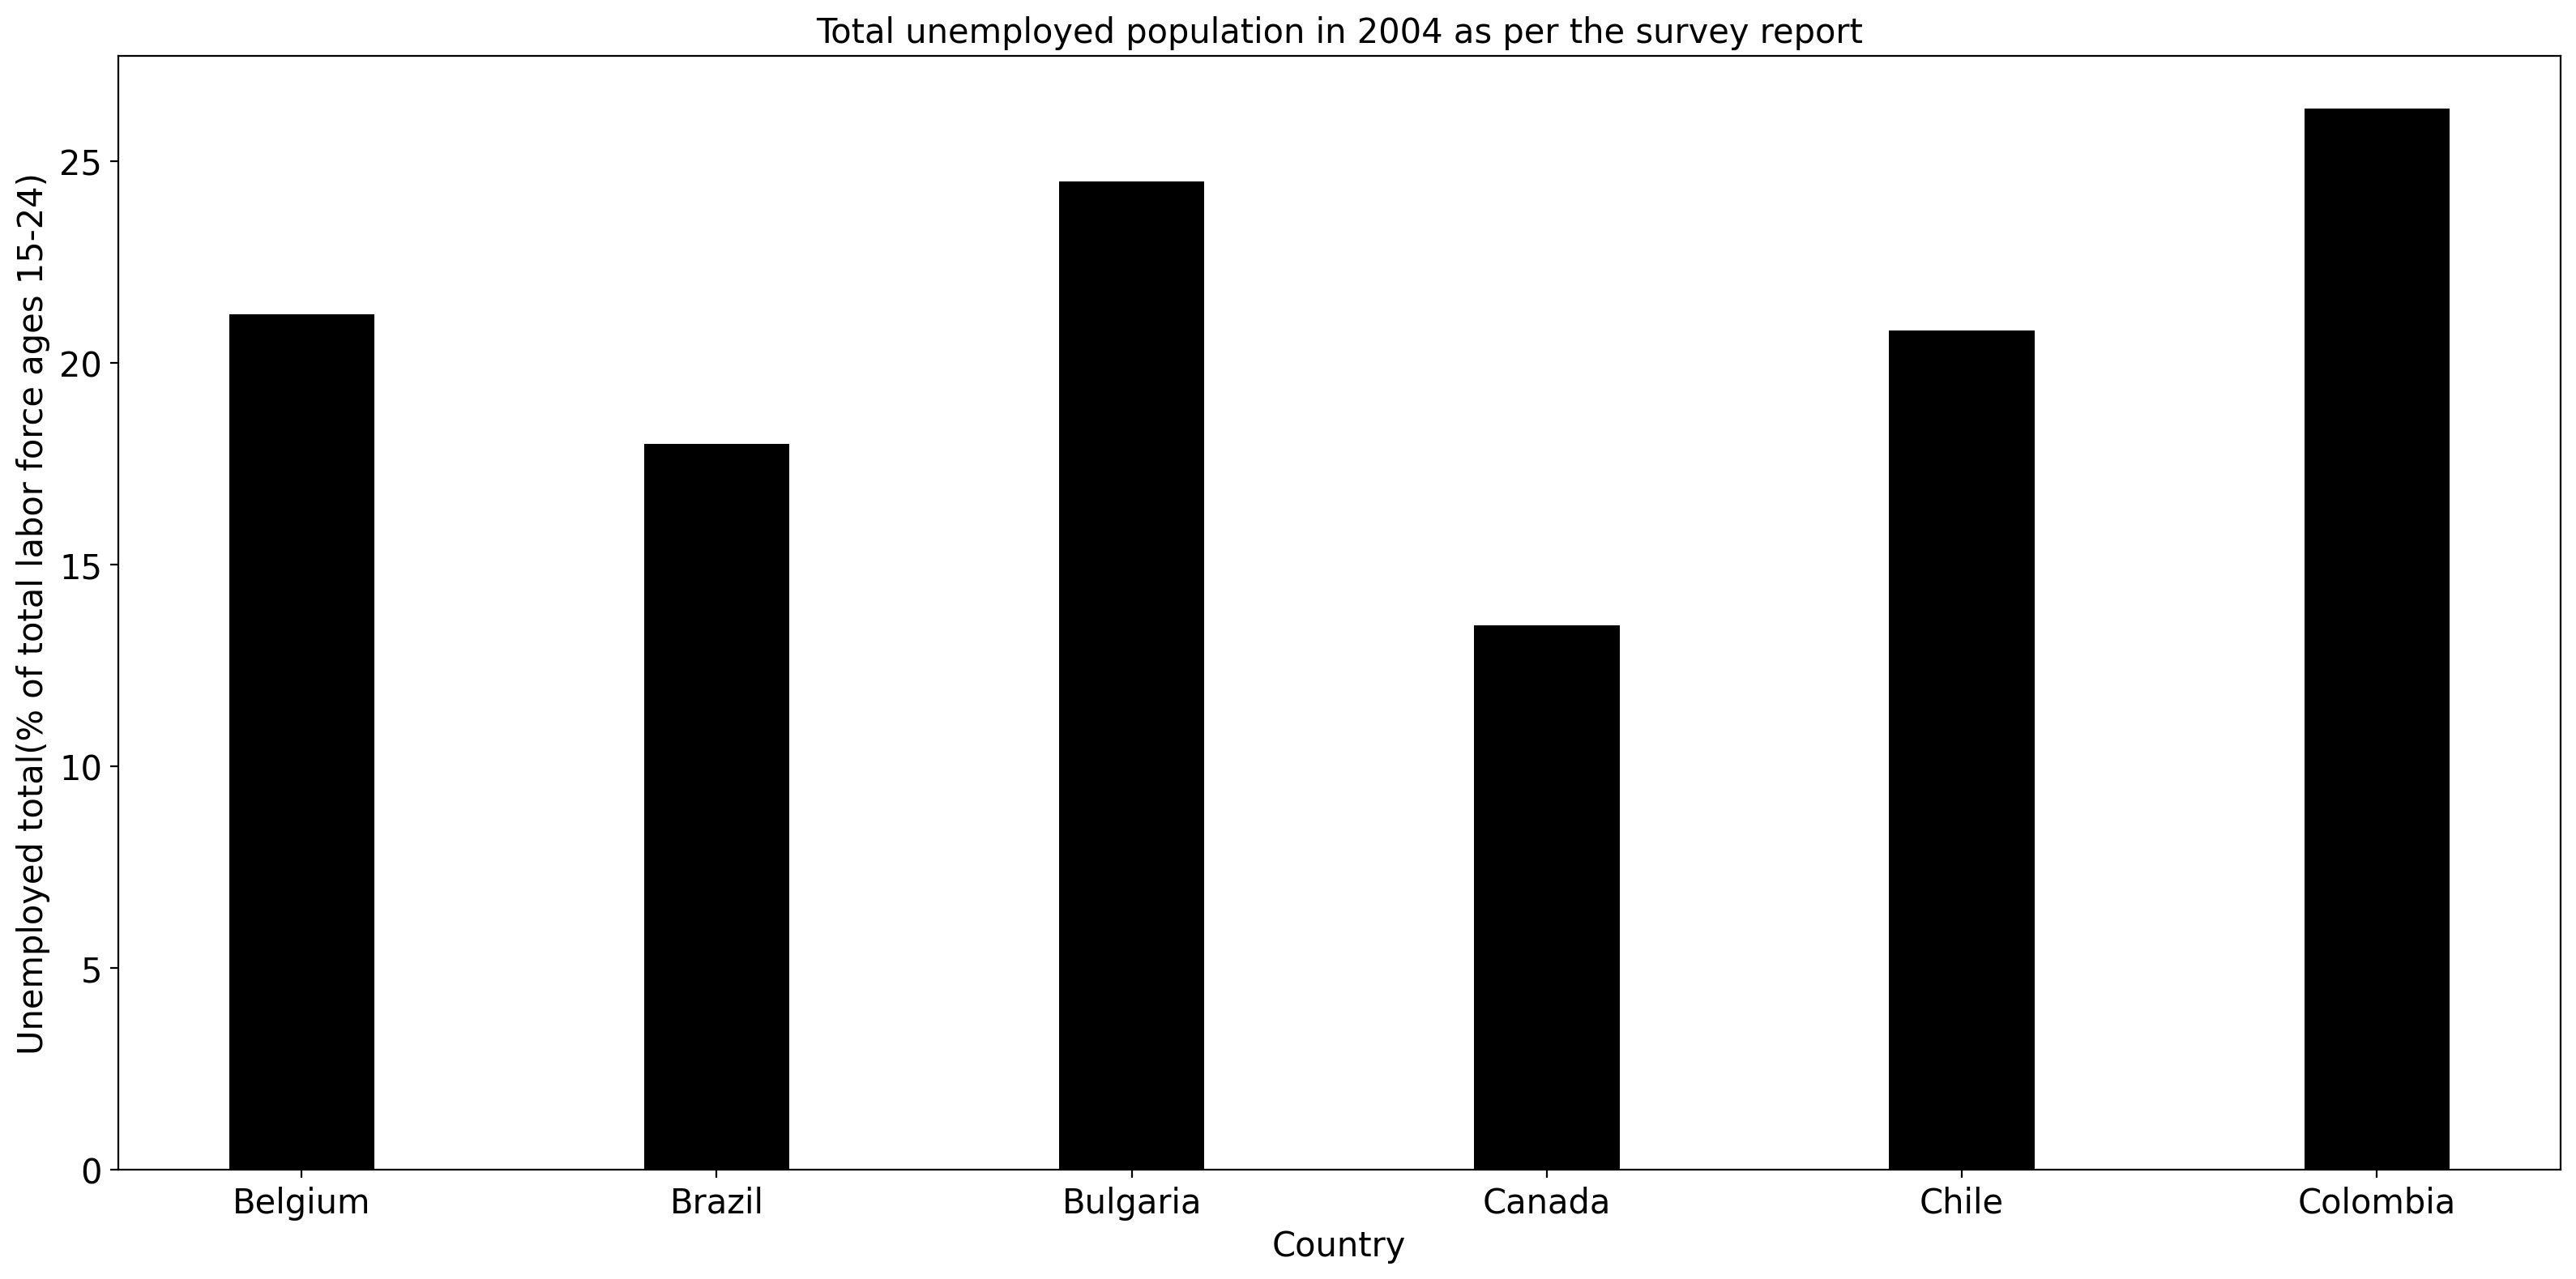 Total unemployed population in 2004 as per the survey report
Unemployed total(% of total labor force ages 15-24)
25
20
15
10
5
0
Belgium
Brazil
Bulgaria
Canada
Chile
Colombia
Country